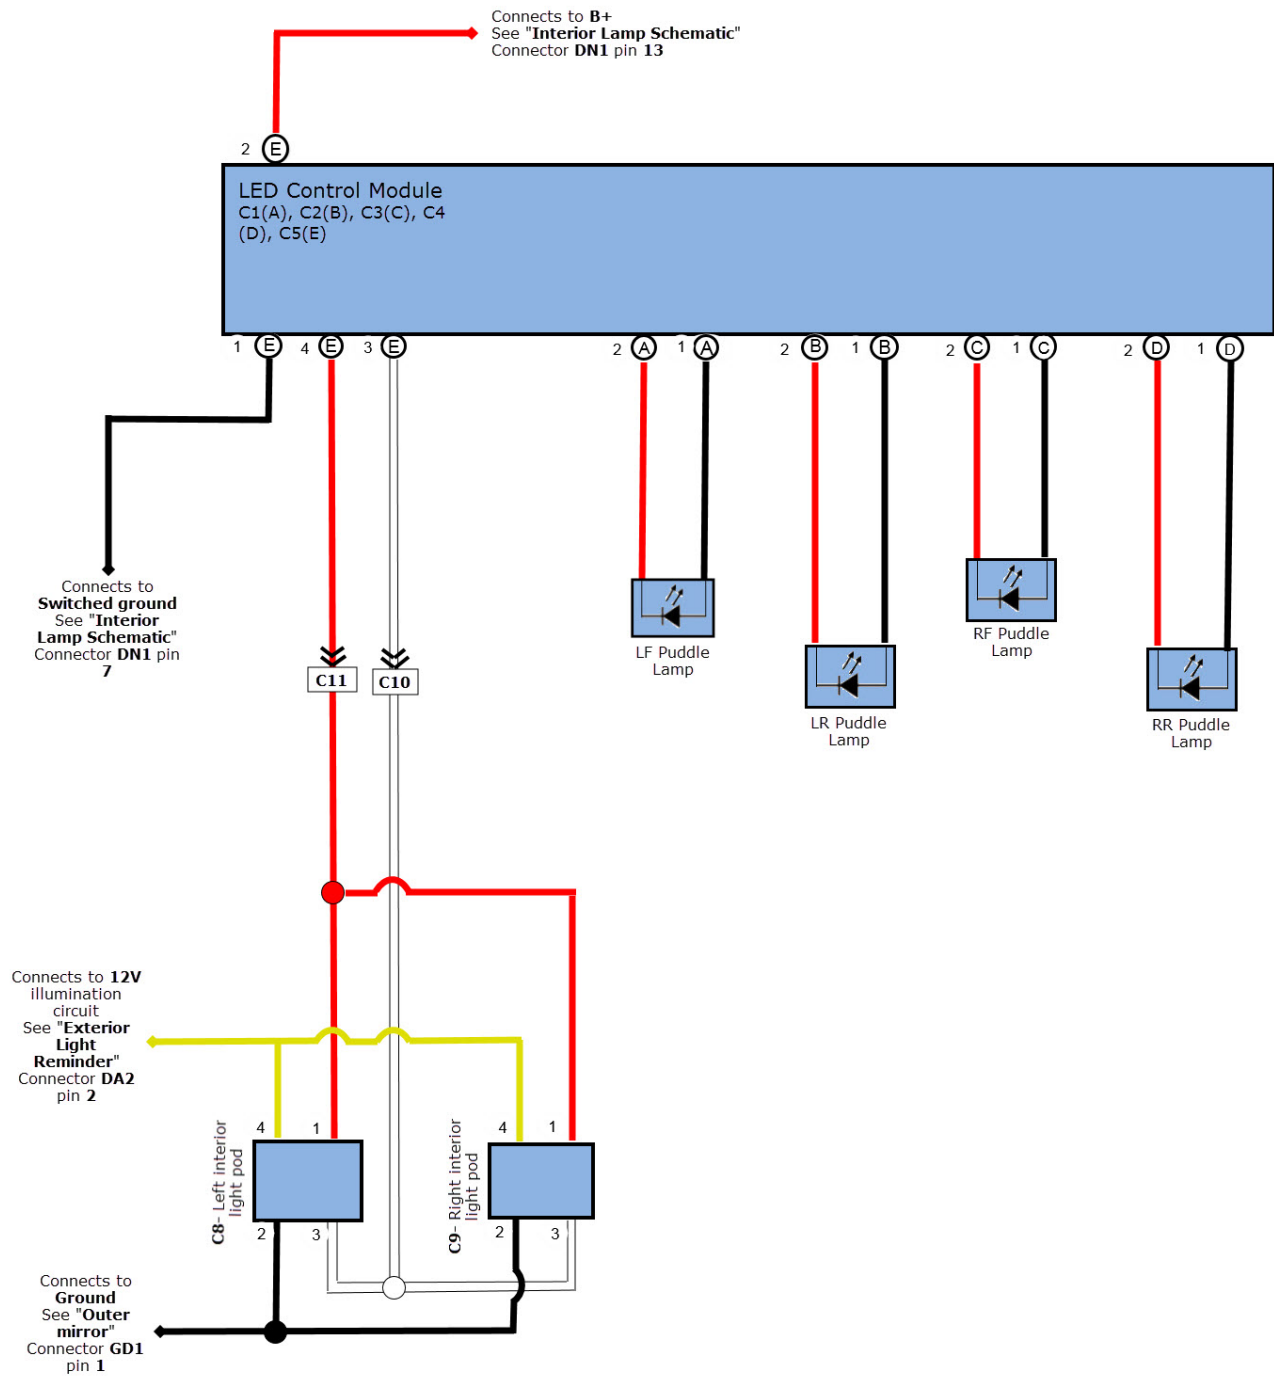 Connects to B+
See "Interior Lamp Schematic"
Connector DN1 pin 13
2 E
LED Control Module
C1(A), C2(B), C3(C), C4
(D), C5(E)
1 E 4 E 3 E 2 A 1 A 2 B 1 B 2 C 1 C 2 D 1 D
Connects to
Switched ground
See "Interior
Lamp Schematic"
Connector DN1 pin
7
LF Puddle
Lamp
LR Puddle
Lamp
RF Puddle
Lamp
RR Puddle
Lamp
C11
C10
Connects to 12V
illumination
circuit
See "Exterior
Light
Reminder"
Connector DA2
pin 2
4 1
C8- Left interior
light pod
2 3
4 1
C9- Right interior
light pod
2 3
Connects to
Ground
See "Outer
mirror"
Connector GD1
pin 1